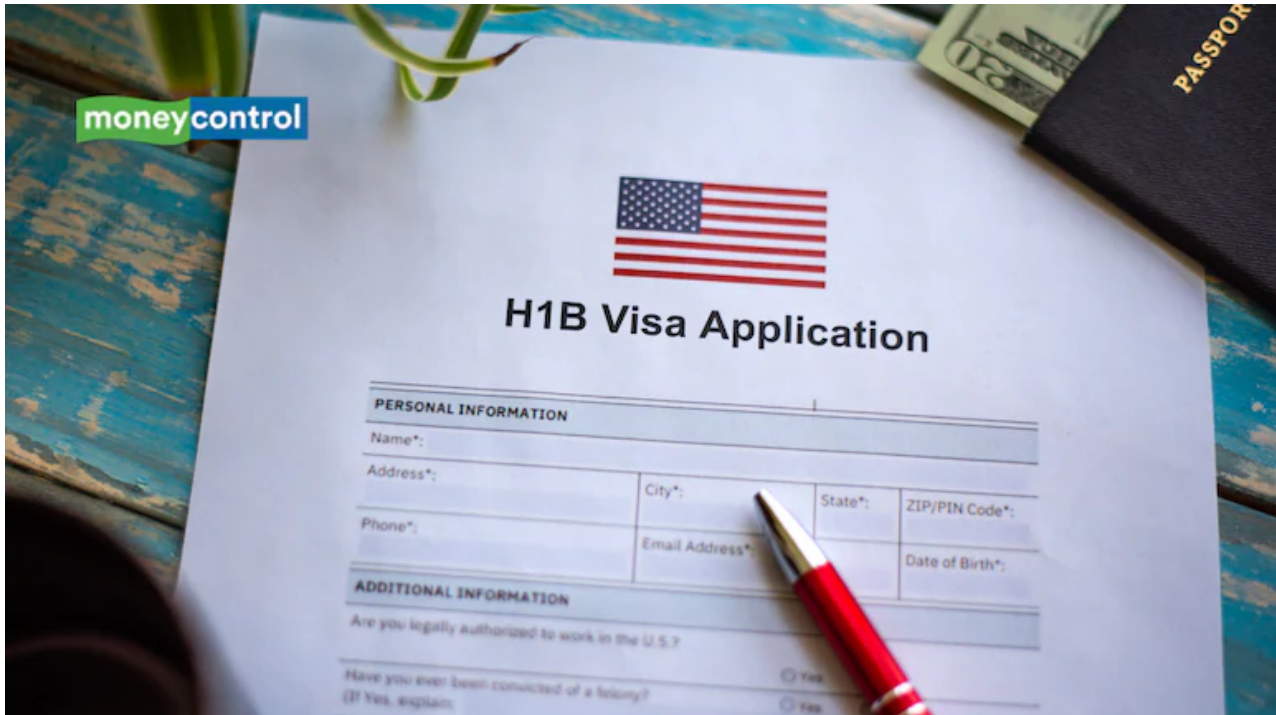 moneycontrol
PASSPOR
20
H1B Visa Application
PERSONAL INFORMATION
Name*:
Address*:
City*:
State*:
ZIP/PIN Code*:
Phone*:
Email Address*:
Date of Birth*:
ADDITIONAL INFORMATION
Are you legally authorized to work in the U.S.?
Yes
Have you ever been convicted of a felony?
Yes
(If Yes, explain: